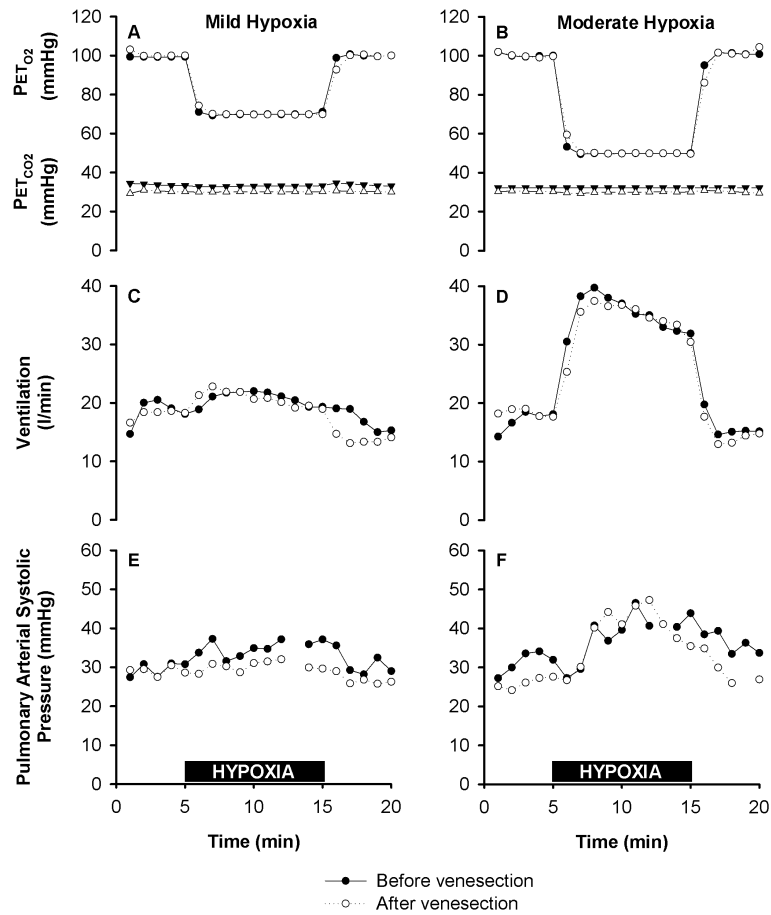 Mild Hypoxia
Moderate Hypoxia
A
B
PETO2
(mmHg)
PETCO2
(mmHg)
120
100
80
60
40
20
0
120
100
80
60
40
20
0
C
D
Ventilation
(l/min)
40
30
20
10
0
40
30
20
10
0
E
F
Pulmonary Arterial Systolic
Pressure (mmHg)
60
50
40
30
20
10
0
60
50
40
30
20
10
0
HYPOXIA
HYPOXIA
0 5 10 15 20
0 5 10 15 20
Time (min)
Time (min)
Before venesection
After venesection